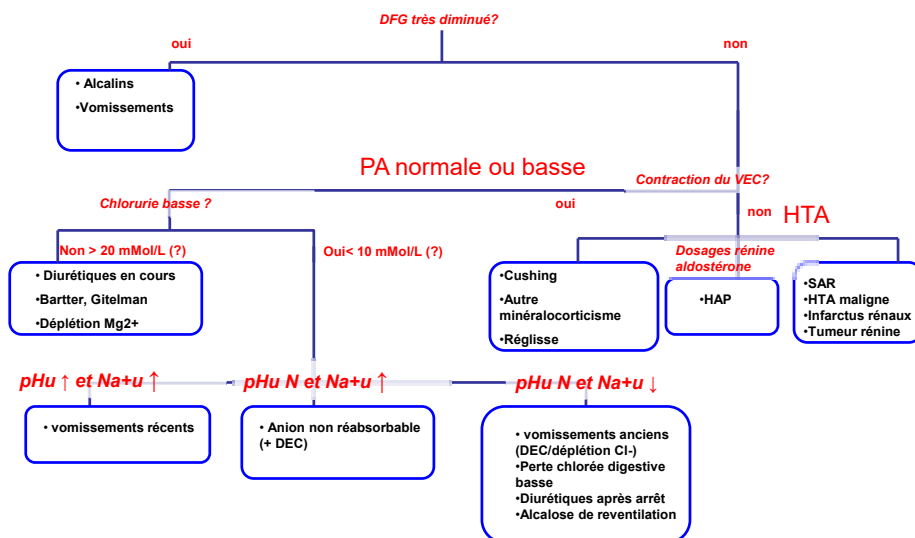 DFG très diminué?
oui
non
• Alcalins
• Vomissements
PA normale ou basse
Contraction du VEC?
Chlorurie basse ?
oui
non
HTA
Non > 20 mMol/L (?)
Oui< 10 mMol/L (?)
Dosages rénine
aldostérone
• Diurétiques en cours
• Bartter, Gitelman
• Déplétion Mg2+
• Cushing
• Autre
minéralocorticisme
• Réglisse
• HAP
• SAR
• HTA maligne
• Infarctus rénaux
• Tumeur rénine
pHu ↑ et Na+u ↑
pHu N et Na+u ↑
pHu N et Na+u ↓
• vomissements récents
• Anion non réabsorbable
(+ DEC)
• vomissements anciens
(DEC/déplétion Cl-)
• Perte chlorée digestive
basse
• Diurétiques après arrêt
• Alcalose de reventilation